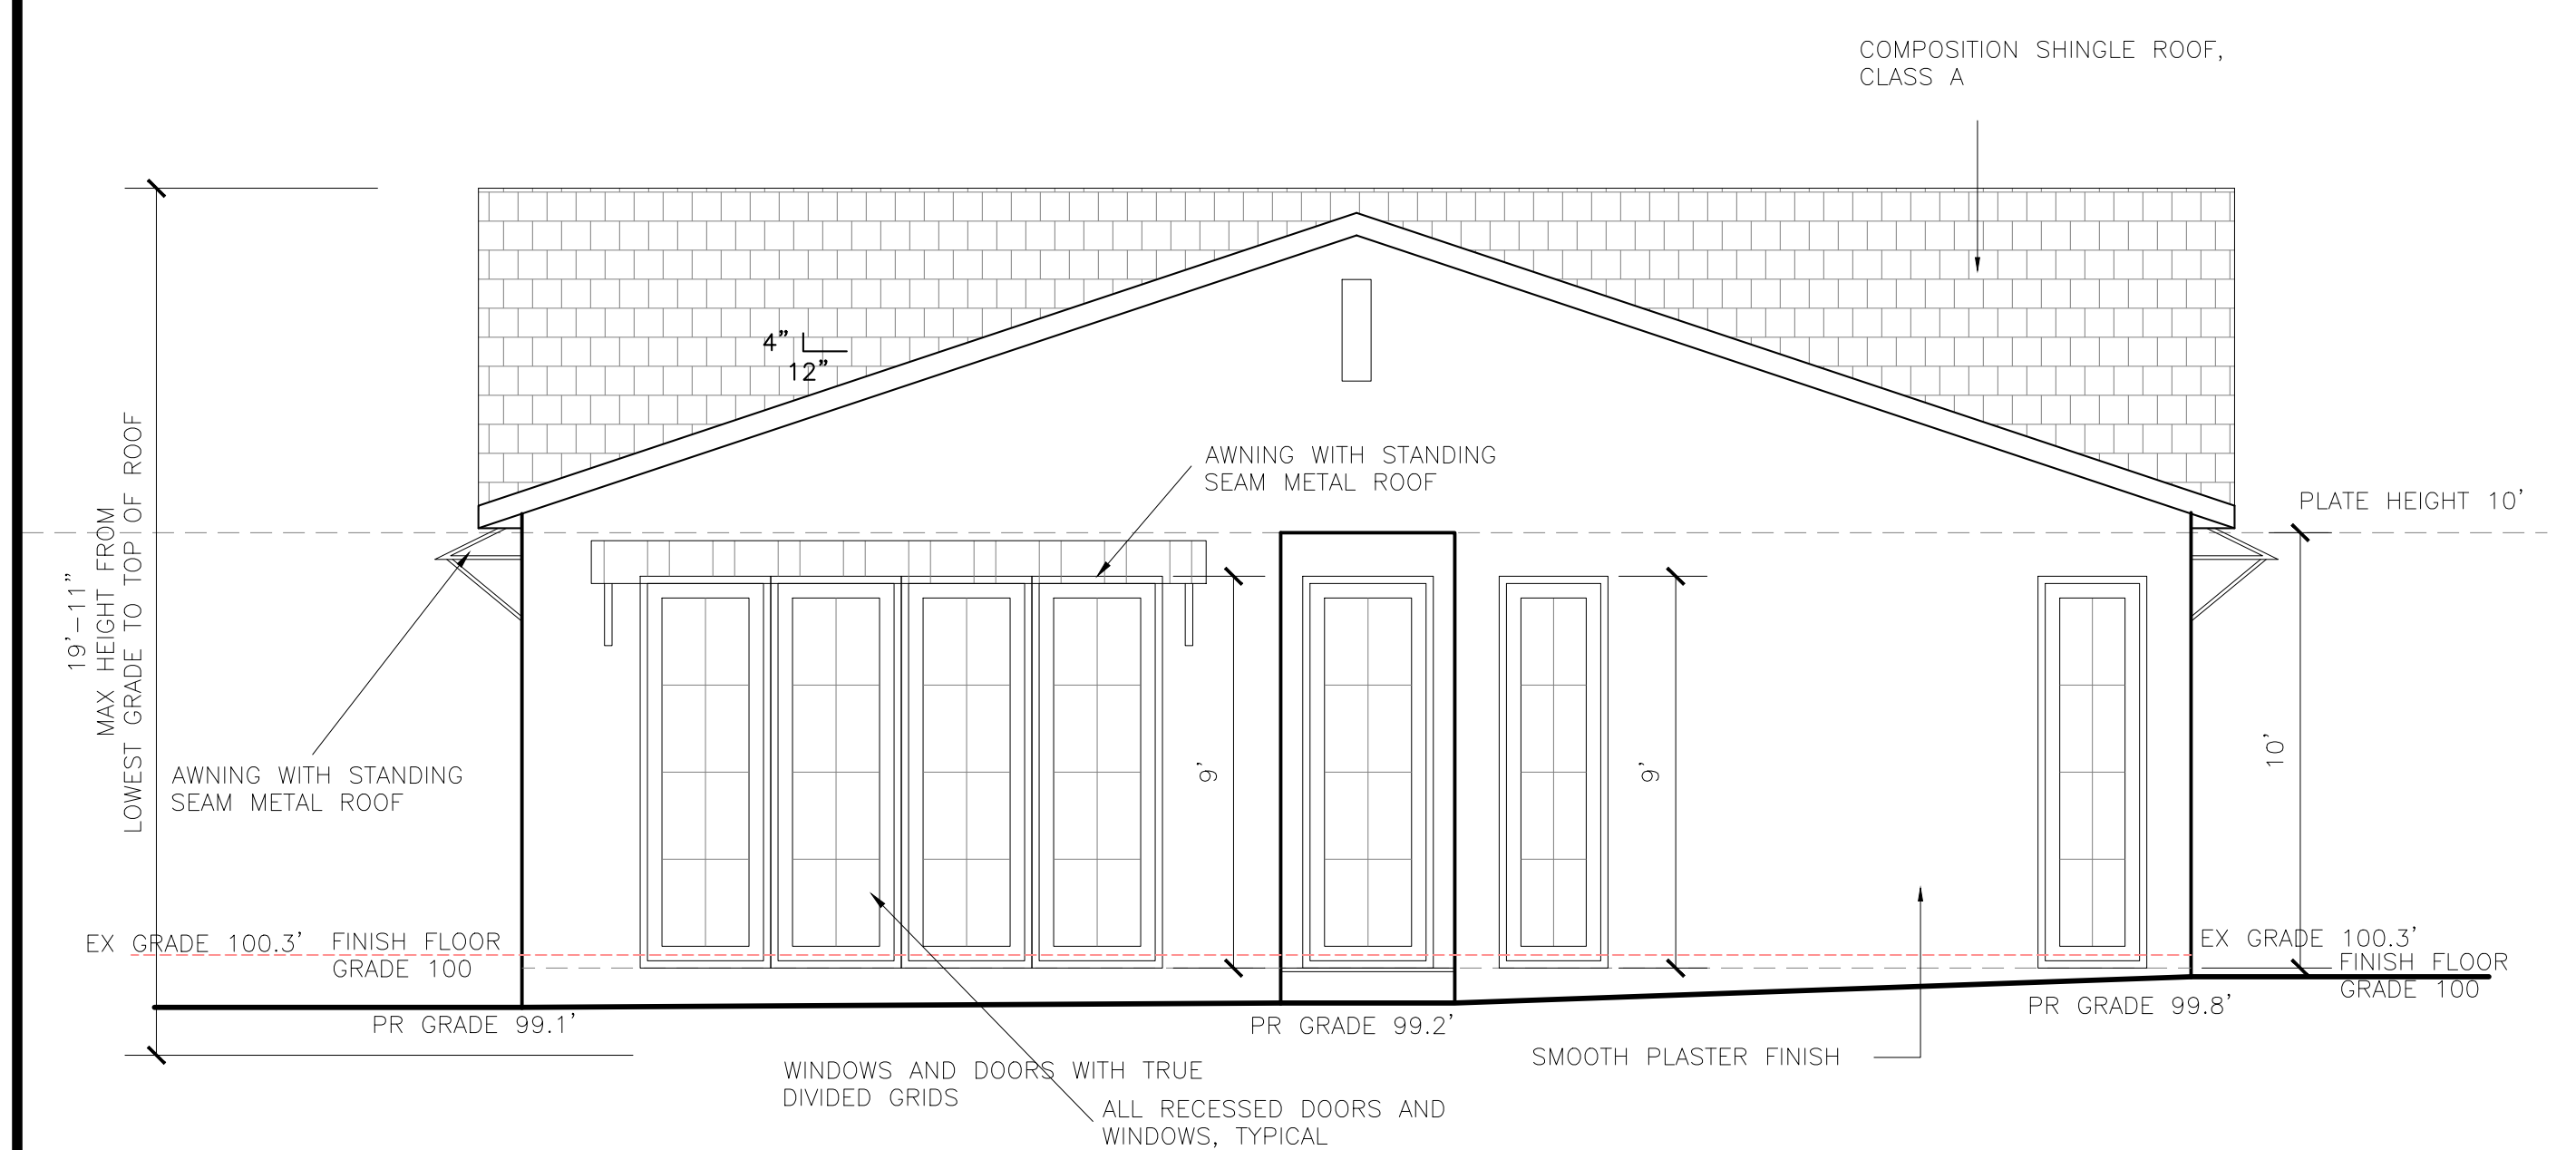 COMPOSITION SHINGLE ROOF,
CLASS A
4”
12”
AWNING WITH STANDING
SEAM METAL ROOF
PLATE HEIGHT 10’
19’-11”
MAX HEIGHT FROM
LOWEST GRADE TO TOP OF ROOF
AWNING WITH STANDING
SEAM METAL ROOF
9’
9’
10’
EX GRADE 100.3’
FINISH FLOOR
GRADE 100
EX GRADE 100.3’
FINISH FLOOR
GRADE 100
PR GRADE 99.1’
PR GRADE 99.2’
PR GRADE 99.8’
WINDOWS AND DOORS WITH TRUE
DIVIDED GRIDS
SMOOTH PLASTER FINISH
ALL RECESSED DOORS AND
WINDOWS, TYPICAL